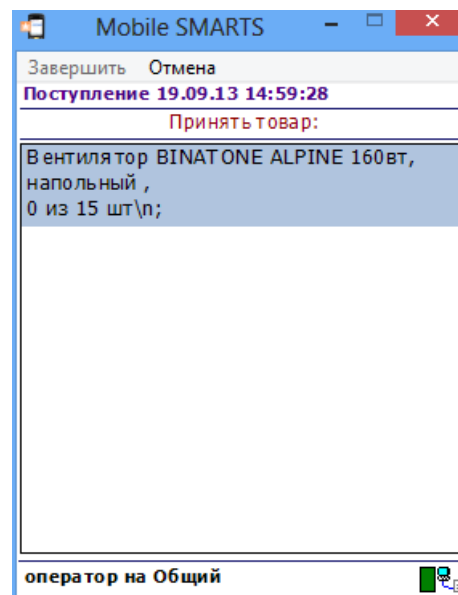 Mobile SMARTS
Завершить Отмена
Поступление 19.09.13 14:59:28
Принять товар:
Вентилятор BINATONE ALPINE 160вт,
напольный ,
0 из 15 шт\n;
оператор на Общий